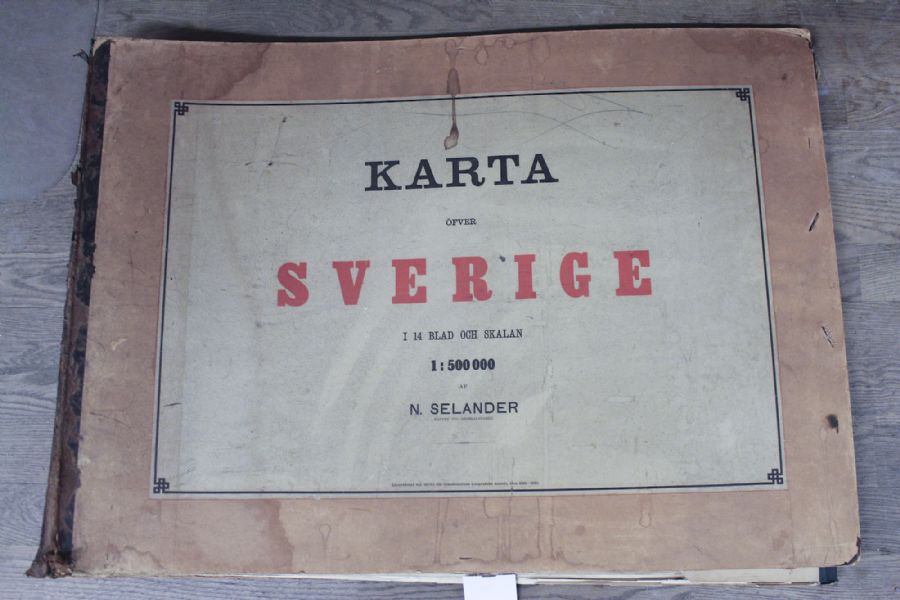 KARTA
ÖFVER
SVERIGE
I 14 BLAD OCH SKALAN
1:500 000
AF
N. SELANDER